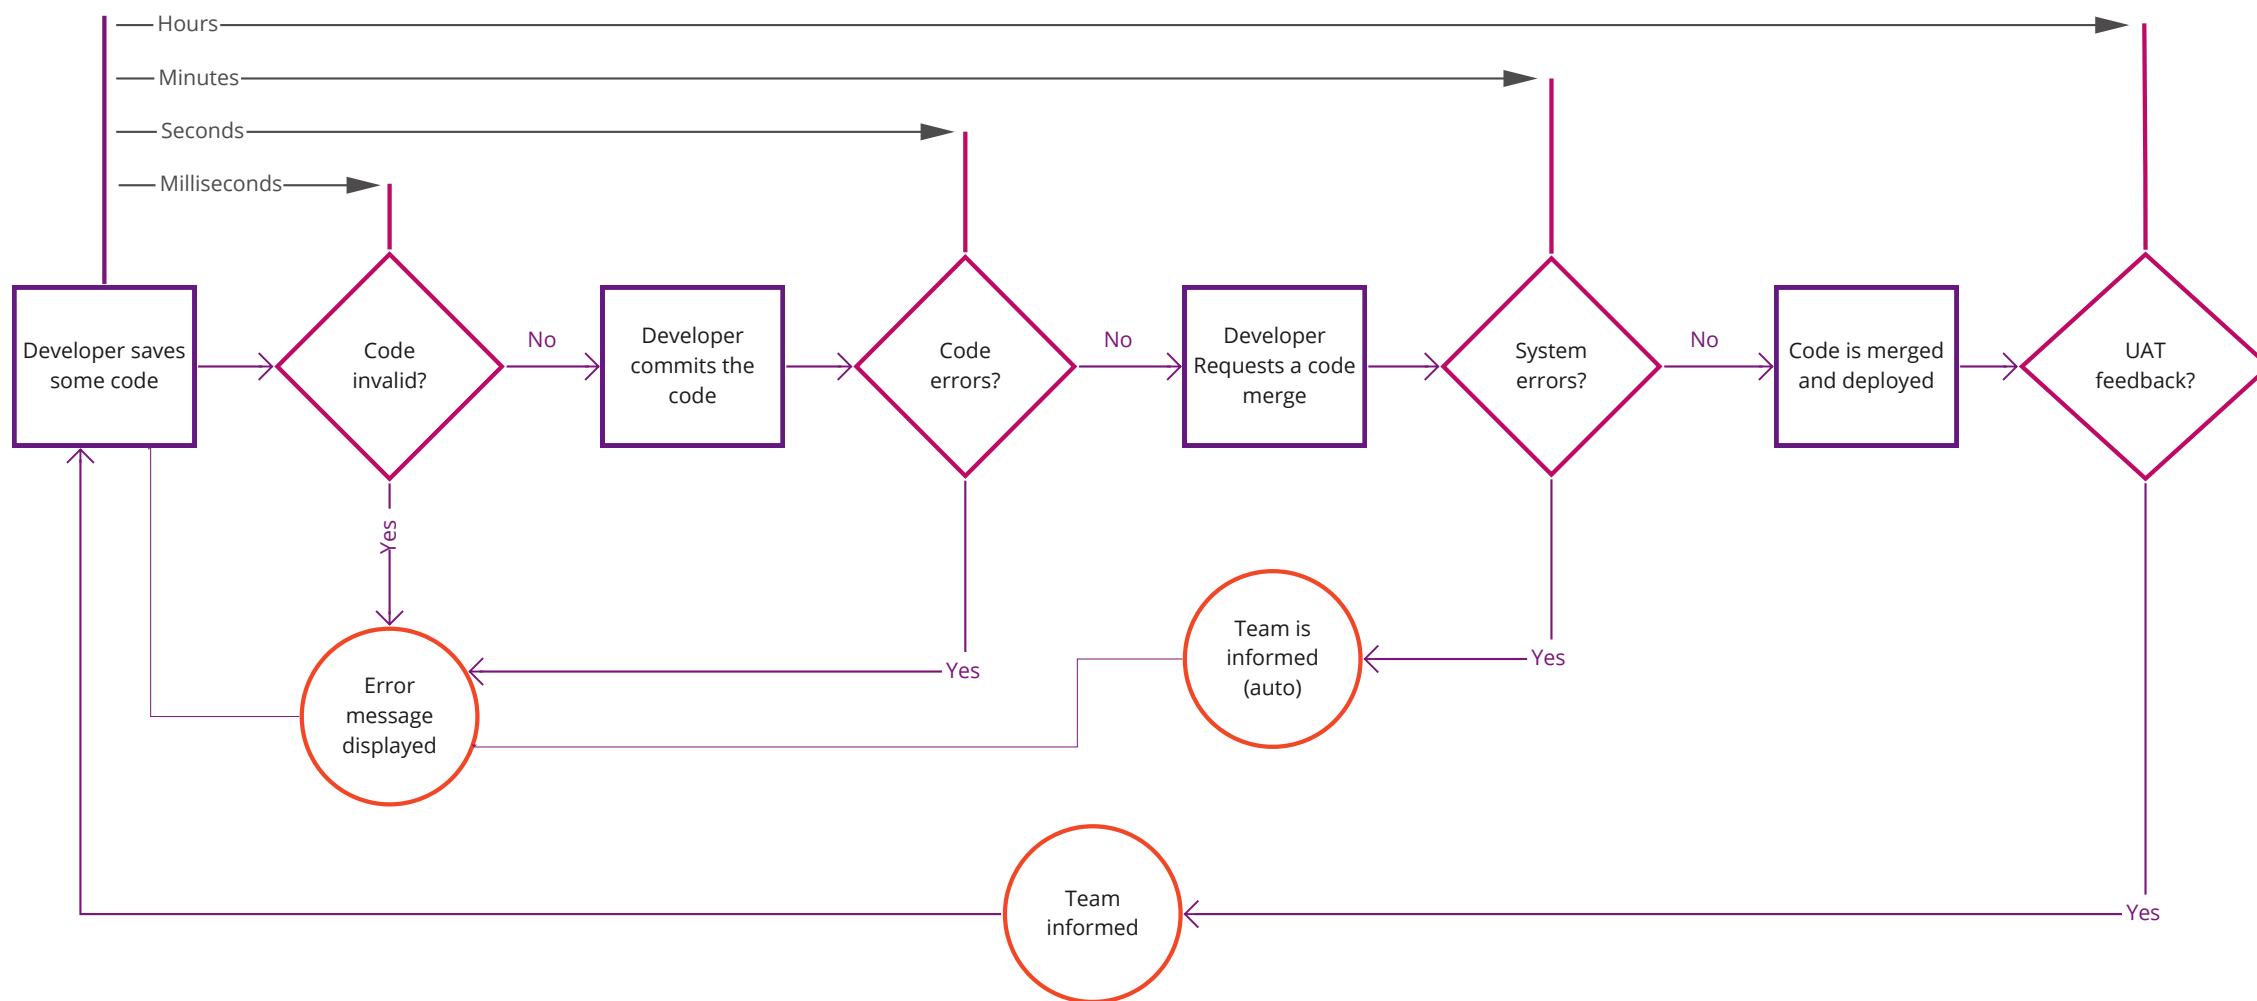 Hours
Minutes
Seconds
Milliseconds
Developer saves
some code
Code
invalid?
No
Developer
commits the
code
Code
errors?
No
Developer
Requests a code
merge
System
errors?
No
Code is merged
and deployed
UAT
feedback?
Yes
Error
message
displayed
Yes
Team is
informed
(auto)
Yes
Team
informed
Yes